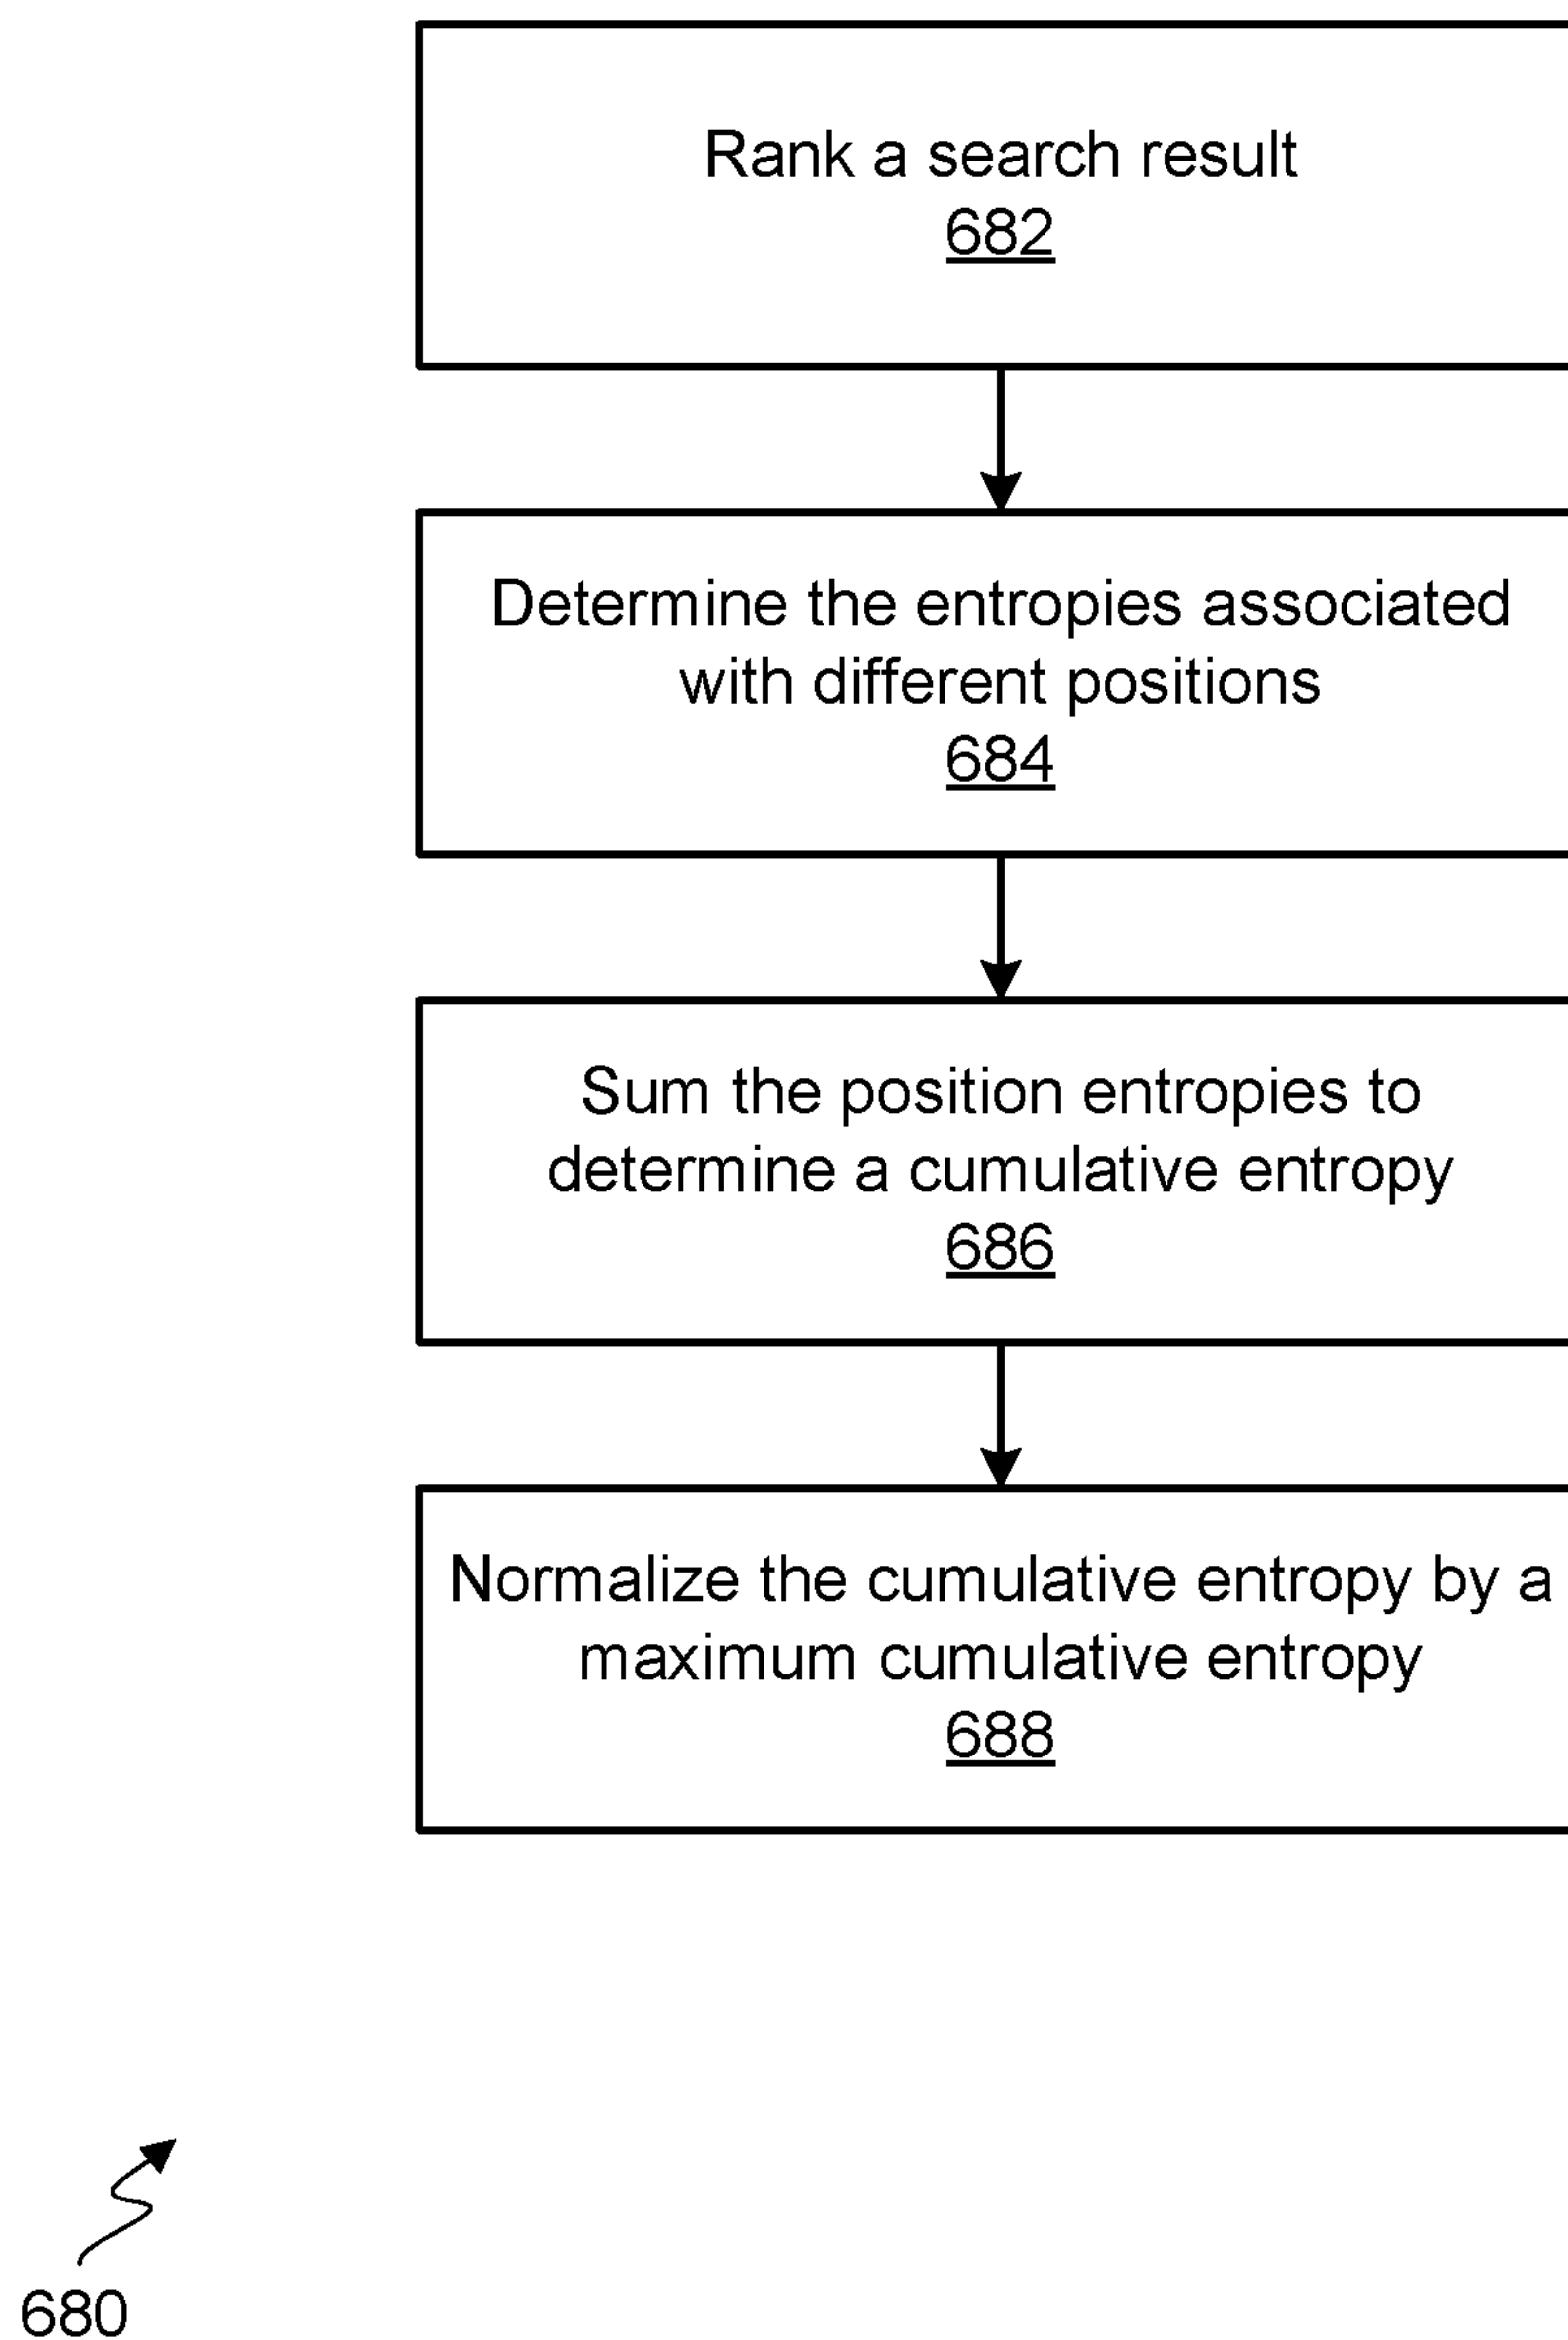 Rank a search result
682
Determine the entropies associated
with different positions
684
Sum the position entropies to
determine a cumulative entropy
686
Normalize the cumulative entropy by a
maximum cumulative entropy
688
680